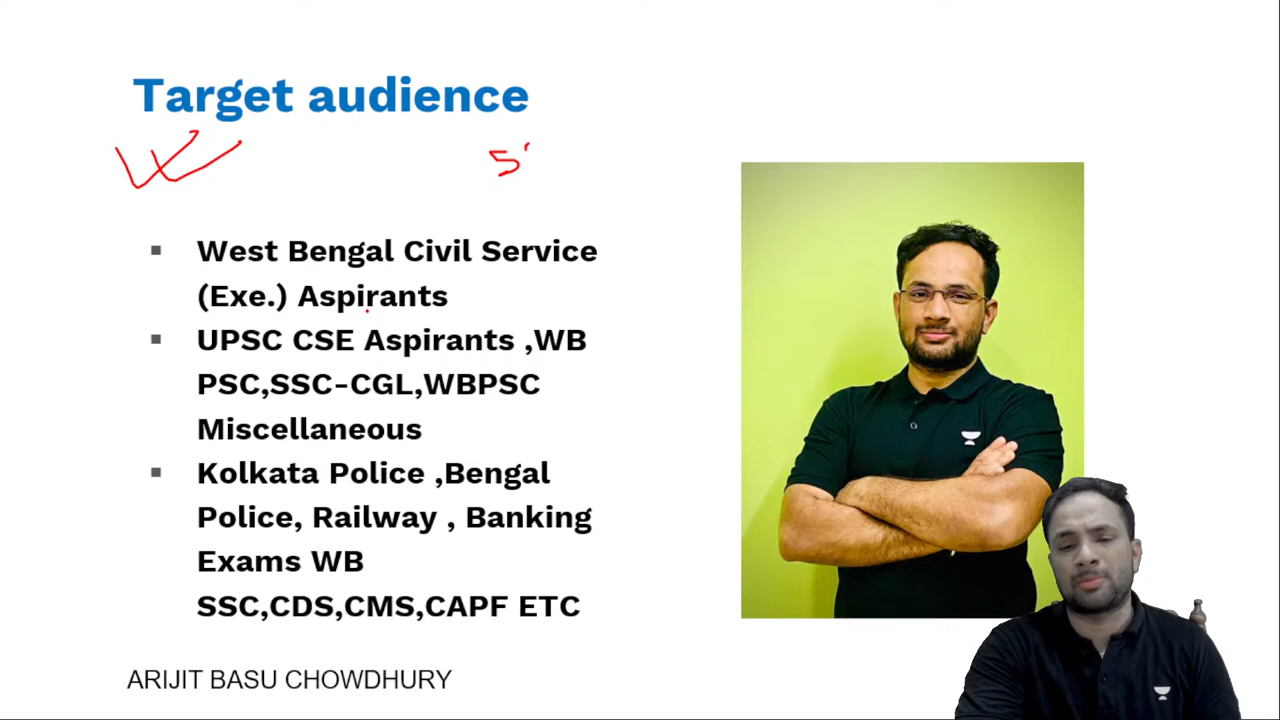 Target audience
▪ West Bengal Civil Service
(Exe.) Aspirants
▪ UPSC CSE Aspirants ,WB
PSC,SSC-CGL,WBPSC
Miscellaneous
▪ Kolkata Police ,Bengal
Police, Railway , Banking
Exams WB
SSC,CDS,CMS,CAPF ETC
ARIJIT BASU CHOWDHURY